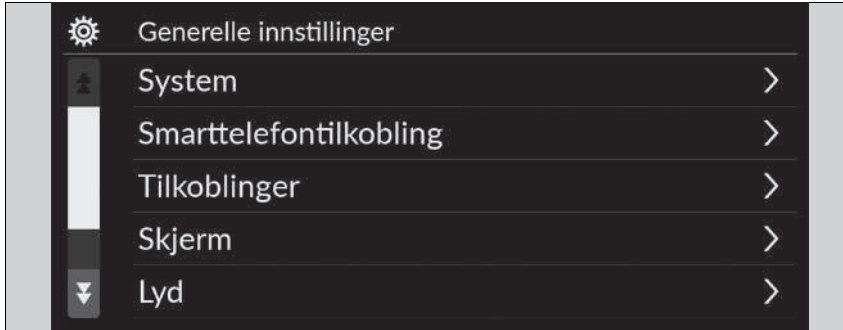 Generelle innstillinger
System
Smarttelefontilkobling
Tilkoblinger
Skjerm
Lyd